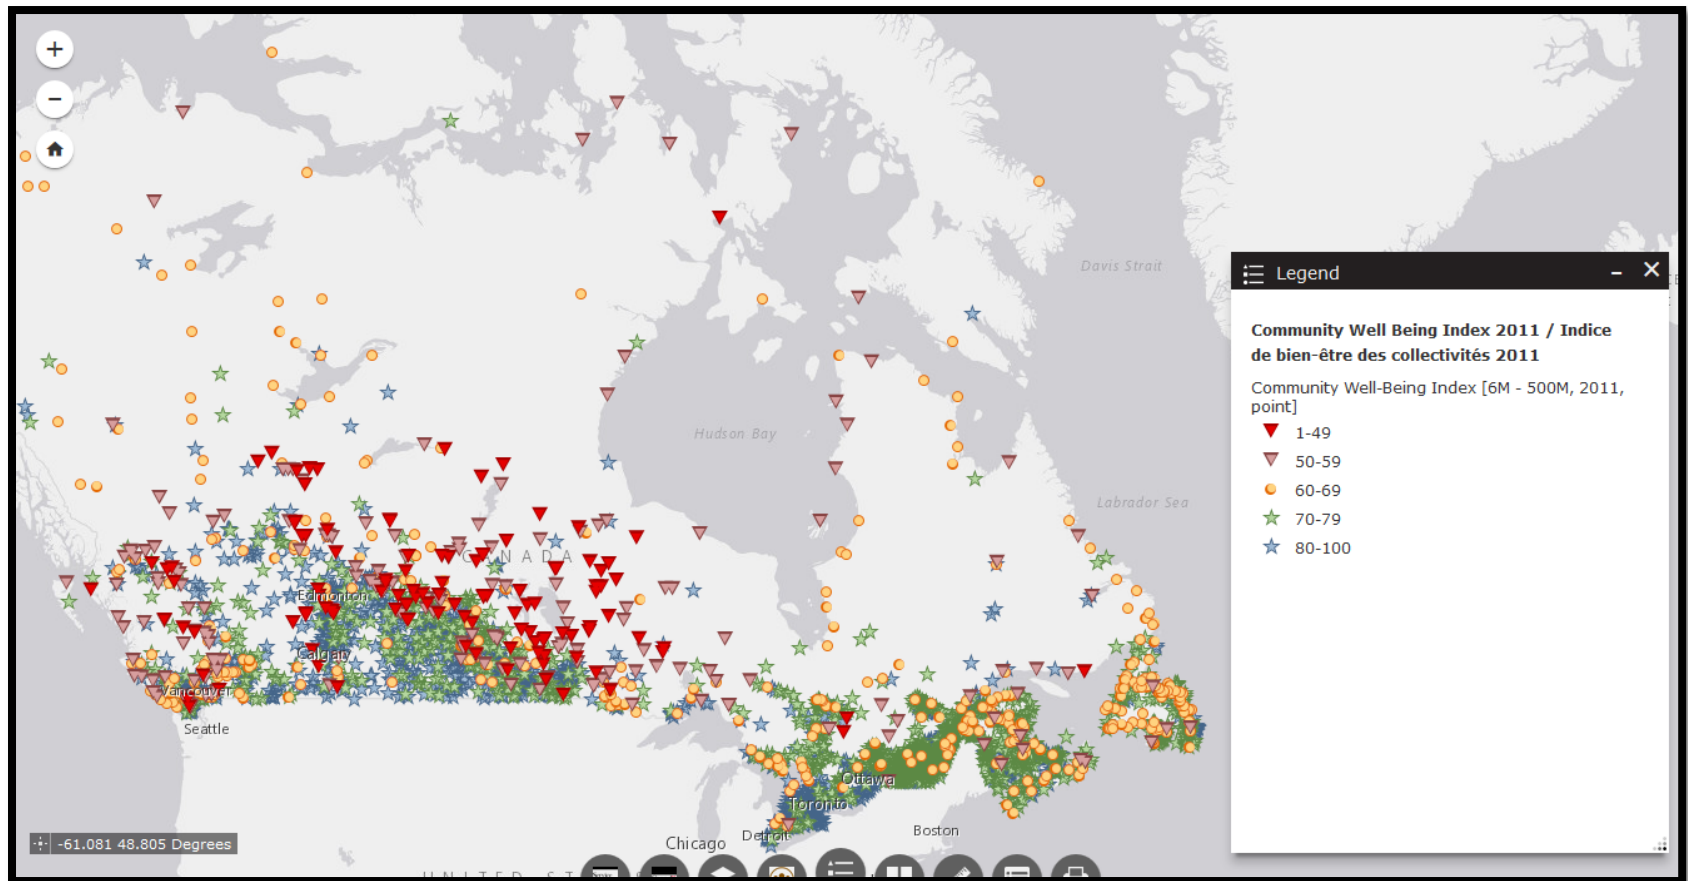 +
−
Davis Strait
Hudson Bay
Labrador Sea
CANADA
Edmonton
Calgary
Vancouver
Seattle
Ottawa
Toronto
Detroit
Chicago
Boston
-61.081 48.805 Degrees
Legend
Community Well Being Index 2011 / Indice
de bien-être des collectivités 2011
Community Well-Being Index [6M - 500M, 2011,
point]
1-49
50-59
60-69
70-79
80-100